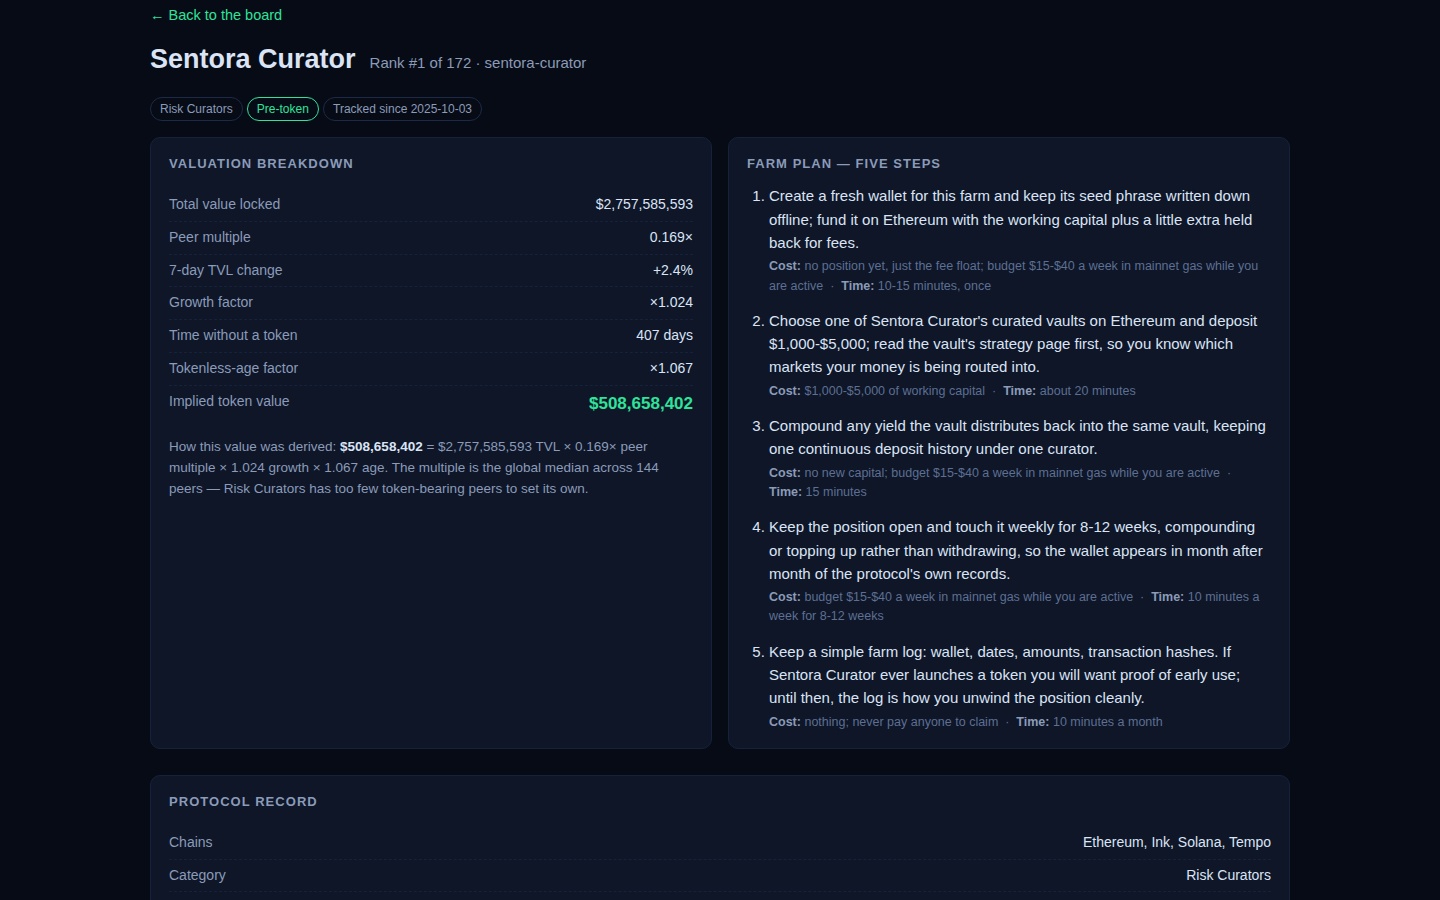 ← Back to the board
Sentora Curator Rank #1 of 172 · sentora-curator
Risk Curators Pre-token Tracked since 2025-10-03
VALUATION BREAKDOWN
Total value locked $2,757,585,593
Peer multiple 0.169×
7-day TVL change +2.4%
Growth factor ×1.024
Time without a token 407 days
Tokenless-age factor ×1.067
Implied token value $508,658,402
How this value was derived: $508,658,402 = $2,757,585,593 TVL × 0.169× peer
multiple × 1.024 growth × 1.067 age. The multiple is the global median across 144
peers — Risk Curators has too few token-bearing peers to set its own.
FARM PLAN — FIVE STEPS
1. Create a fresh wallet for this farm and keep its seed phrase written down
offline; fund it on Ethereum with the working capital plus a little extra held
back for fees.
Cost: no position yet, just the fee float; budget $15-$40 a week in mainnet gas while you
are active · Time: 10-15 minutes, once
2. Choose one of Sentora Curator's curated vaults on Ethereum and deposit
$1,000-$5,000; read the vault's strategy page first, so you know which
markets your money is being routed into.
Cost: $1,000-$5,000 of working capital · Time: about 20 minutes
3. Compound any yield the vault distributes back into the same vault, keeping
one continuous deposit history under one curator.
Cost: no new capital; budget $15-$40 a week in mainnet gas while you are active ·
Time: 15 minutes
4. Keep the position open and touch it weekly for 8-12 weeks, compounding
or topping up rather than withdrawing, so the wallet appears in month after
month of the protocol's own records.
Cost: budget $15-$40 a week in mainnet gas while you are active · Time: 10 minutes a
week for 8-12 weeks
5. Keep a simple farm log: wallet, dates, amounts, transaction hashes. If
Sentora Curator ever launches a token you will want proof of early use;
until then, the log is how you unwind the position cleanly.
Cost: nothing; never pay anyone to claim · Time: 10 minutes a month
PROTOCOL RECORD
Chains Ethereum, Ink, Solana, Tempo
Category Risk Curators